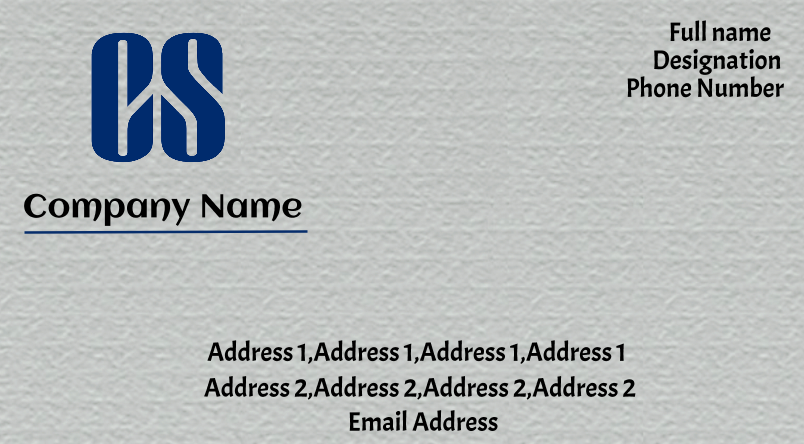 CS
Company Name
Full name
Designation
Phone Number
Address 1,Address 1,Address 1,Address 1
Address 2,Address 2,Address 2,Address 2
Email Address